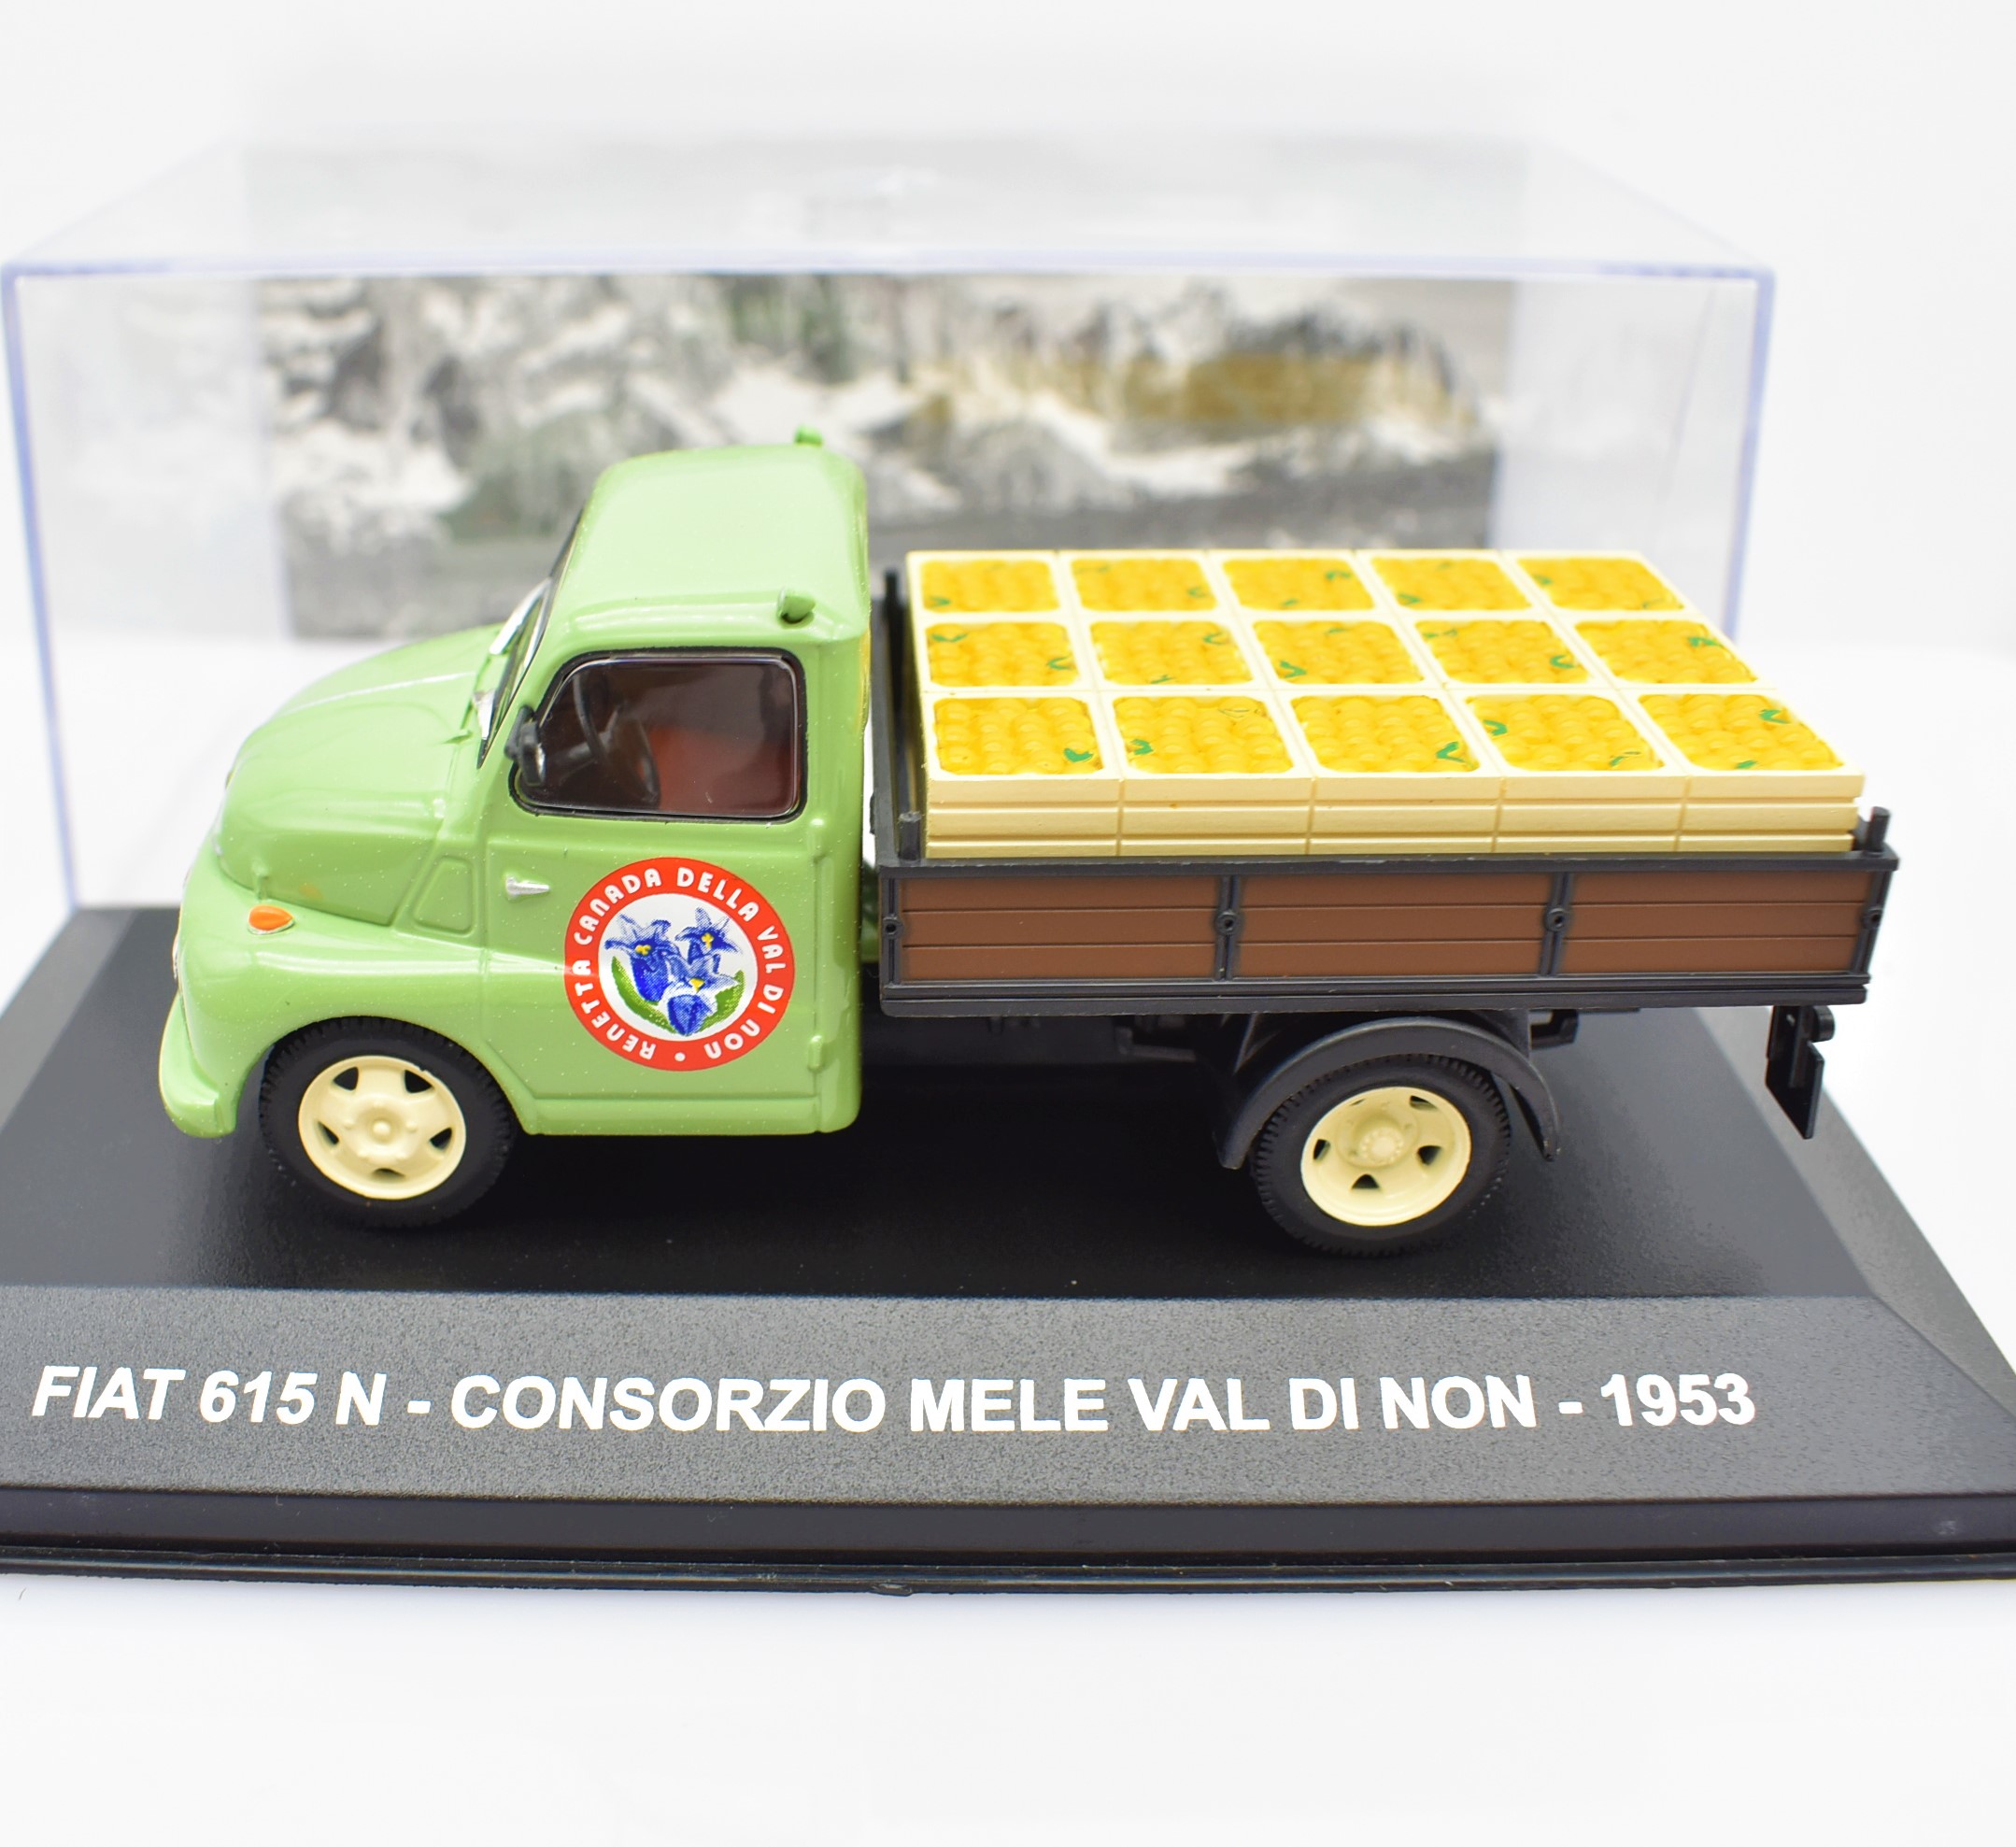 RENETTA CANADA DELLA VAL DI NON •
FIAT 615 N - CONSORZIO MELE VAL DI NON - 1953